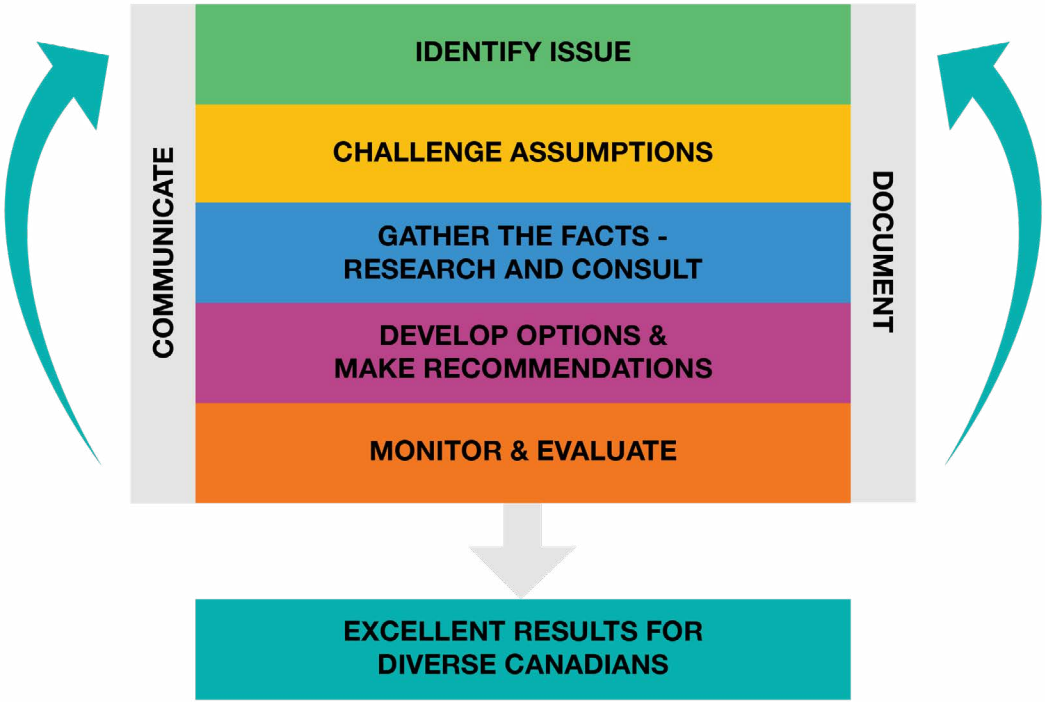 IDENTIFY ISSUE
CHALLENGE ASSUMPTIONS
GATHER THE FACTS -
RESEARCH AND CONSULT
DEVELOP OPTIONS &
MAKE RECOMMENDATIONS
MONITOR & EVALUATE
COMMUNICATE
DOCUMENT
EXCELLENT RESULTS FOR
DIVERSE CANADIANS